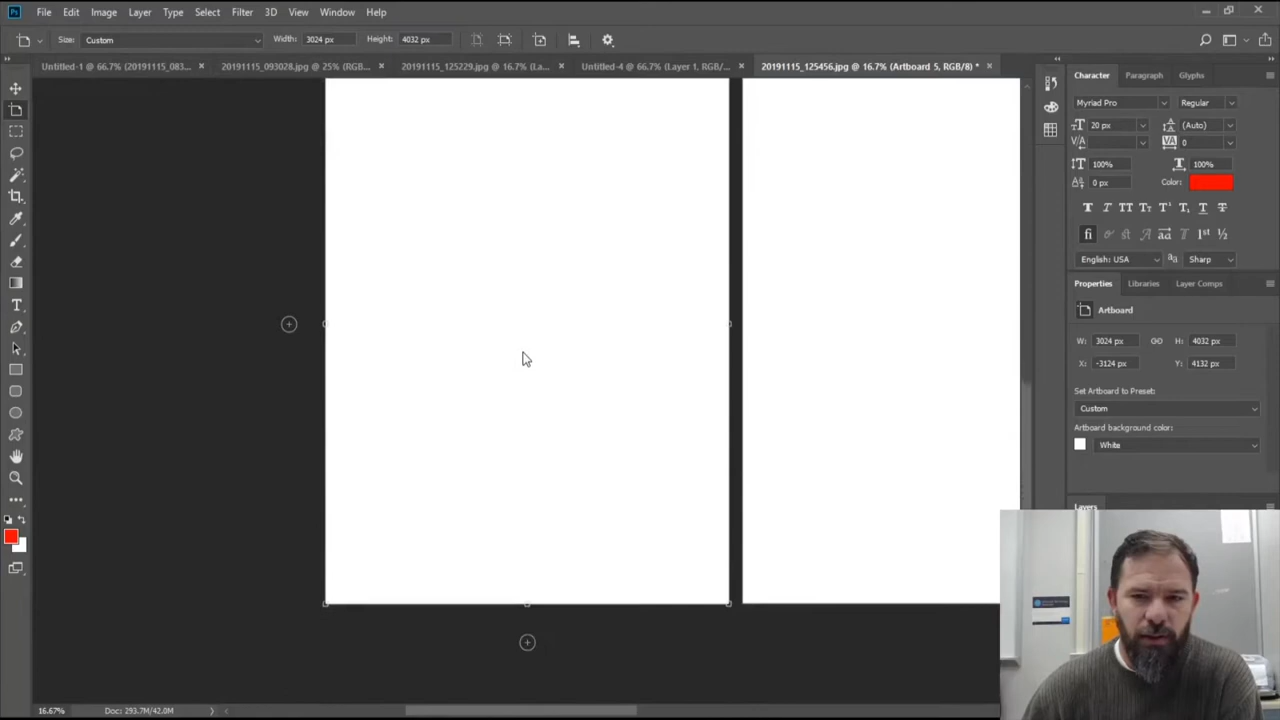 File Edit Image Layer Type Select Filter 3D View Window Help
Size: Custom Width: 3024 px Height: 4032 px
Untitled-1 @ 66.7% (20191115_083... × 20191115_093028.jpg @ 25% (RGB... × 20191115_125229.jpg @ 16.7% (La... × Untitled-4 @ 66.7% (Layer 1, RGB/... × 20191115_125456.jpg @ 16.7% (Artboard 5, RGB/8) * ×
Character Paragraph Glyphs
Myriad Pro Regular
20 px (Auto)
0
100% 100%
0 px Color:
English: USA Sharp
Properties Libraries Layer Comps
Artboard
W: 3024 px H: 4032 px
X: -3124 px Y: 4132 px
Set Artboard to Preset:
Custom
Artboard background color:
White
Layers
16.67% Doc: 293.7M/42.0M